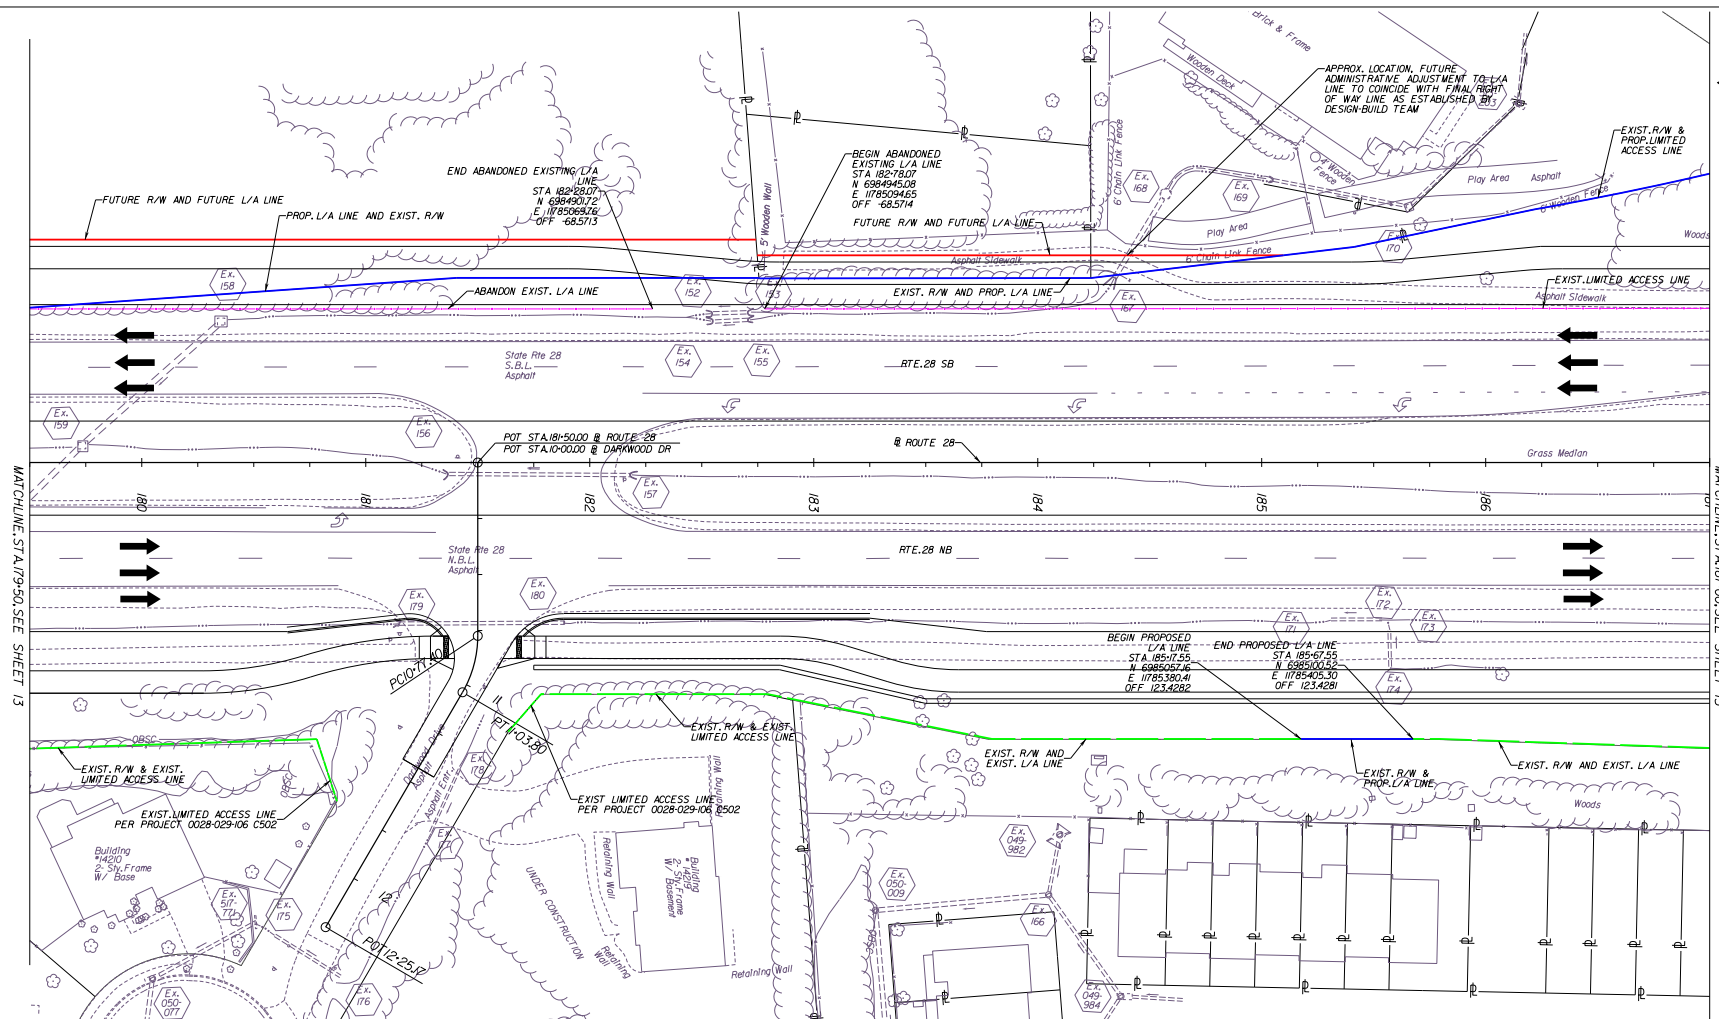 Brick & Frame
Wooden Deck
APPROX. LOCATION, FUTURE
ADMINISTRATIVE ADJUSTMENT TO L/A
LINE TO COINCIDE WITH FINAL RIGHT
OF WAY LINE AS ESTABLISHED BY
DESIGN-BUILD TEAM
EXIST. R/W &
PROP. LIMITED
ACCESS LINE
END ABANDONED EXISTING L/A
LINE
STA 182+28.07
N 6984901.72
E 11785069.76
OFF -68.5713
BEGIN ABANDONED
EXISTING L/A LINE
STA 182+78.07
N 6984945.08
E 11785094.65
OFF -68.5714
6' Chain Link Fence
Ex. 168
Ex. 169
4' Wooden Fence
Play Area
Asphalt
6' Wooden Fence
FUTURE R/W AND FUTURE L/A LINE
PROP. L/A LINE AND EXIST. R/W
5' Wooden Wall
FUTURE R/W AND FUTURE L/A LINE
Play Area
Ex. 170
Woods
Asphalt Sidewalk
6' Chain Link Fence
Ex. 158
ABANDON EXIST. L/A LINE
Ex. 152
Ex. 153
EXIST. R/W AND PROP. L/A LINE
Ex. 167
EXIST. LIMITED ACCESS LINE
Asphalt Sidewalk
State Rte 28
S.B.L.
Asphalt
Ex. 154
Ex. 155
RTE. 28 SB
Ex. 159
Ex. 156
POT STA. 181+50.00 ROUTE 28
POT STA. 10+00.00 DARKWOOD DR
ROUTE 28
Grass Median
Ex. 157
180
181
182
183
184
185
186
MATCHLINE, STA. 179+50, SEE SHEET 13
State Rte 28
N.B.L.
Asphalt
RTE. 28 NB
Ex. 179
Ex. 180
Ex. 171
Ex. 172
Ex. 173
Ex. 174
PC 10+77.40
BEGIN PROPOSED
L/A LINE
STA 185+17.55
N 6985057.16
E 11785380.41
OFF 123.4282
END PROPOSED L/A LINE
STA 185+67.55
N 6985100.52
E 11785405.30
OFF 123.4281
11
PT 11+03.80
OBSC
EXIST. R/W & EXIST.
LIMITED ACCESS LINE
EXIST. R/W & EXIST.
LIMITED ACCESS LINE
EXIST. R/W AND
EXIST. L/A LINE
EXIST. R/W &
PROP. L/A LINE
EXIST. R/W AND EXIST. L/A LINE
OBSC
Darkwood Drive
Asphalt
Asphalt Entr.
Ex. 178
EXIST. LIMITED ACCESS LINE
PER PROJECT 0028-029-106, C502
EXIST LIMITED ACCESS LINE
PER PROJECT 0028-029-106, C502
Retaining Wall
Woods
Building
#14210
2- Sty. Frame
W/ Base
Retaining Wall
Building
2- Sty. Frame
W/ Basement
UNDER CONSTRUCTION
Retaining
Wall
Retaining Wall
Ex. 049-982
Ex. 050-009
Ex. 166
Ex. 049-984
Ex. 517-771
Ex. 175
12
POT 12+25.17
Ex. 176
Ex. 050-077
OBSC